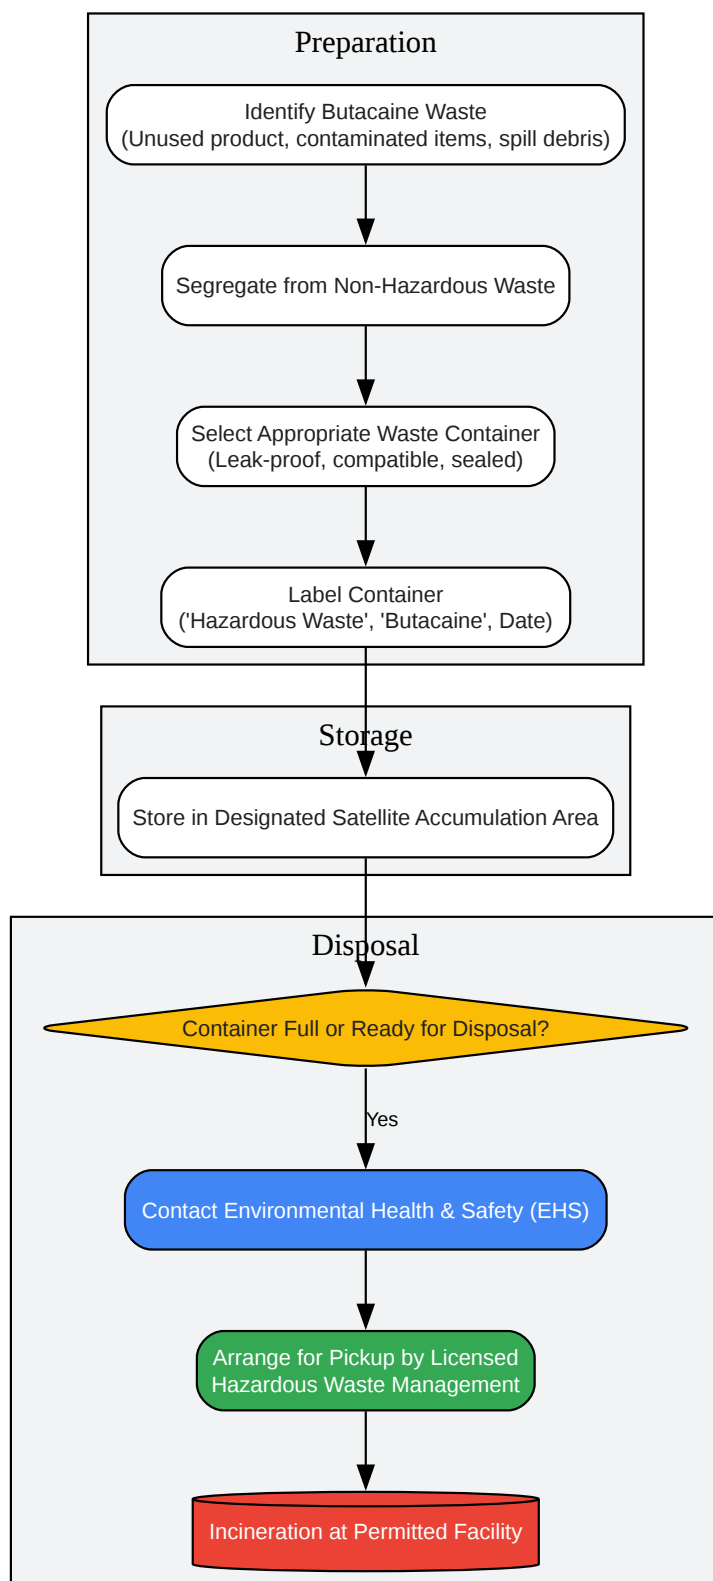 Preparation
Identify Butacaine Waste
(Unused product, contaminated items, spill debris)
Segregate from Non-Hazardous Waste
Select Appropriate Waste Container
(Leak-proof, compatible, sealed)
Label Container
('Hazardous Waste', 'Butacaine', Date)
Storage
Store in Designated Satellite Accumulation Area
Disposal
Container Full or Ready for Disposal?
Yes
Contact Environmental Health & Safety (EHS)
Arrange for Pickup by Licensed
Hazardous Waste Management
Incineration at Permitted Facility